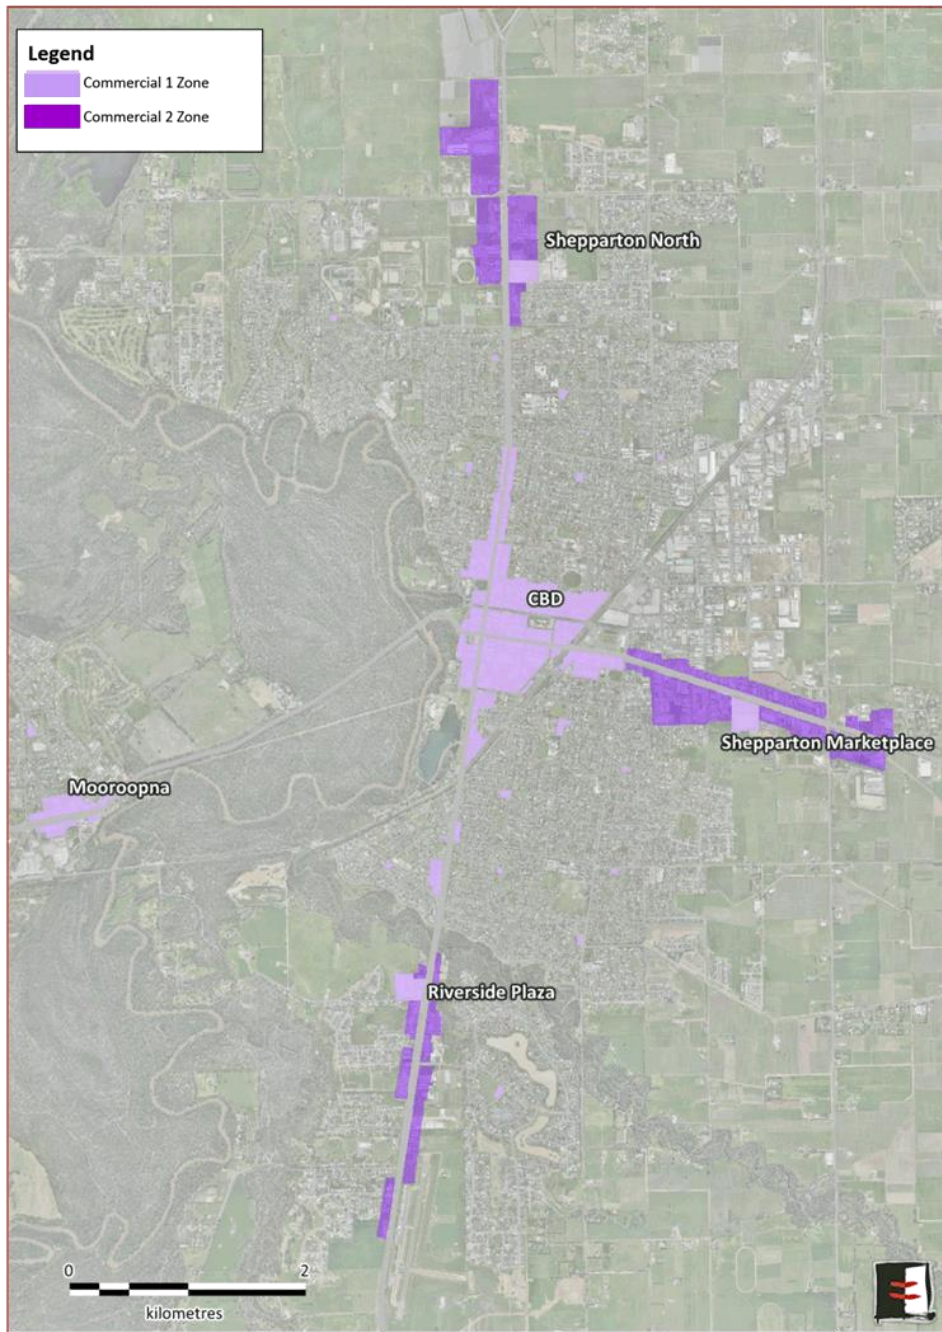 Legend
Commercial 1 Zone
Commercial 2 Zone
Shepparton North
CBD
Shepparton Marketplace
Mooroopna
Riverside Plaza
0 2
kilometres